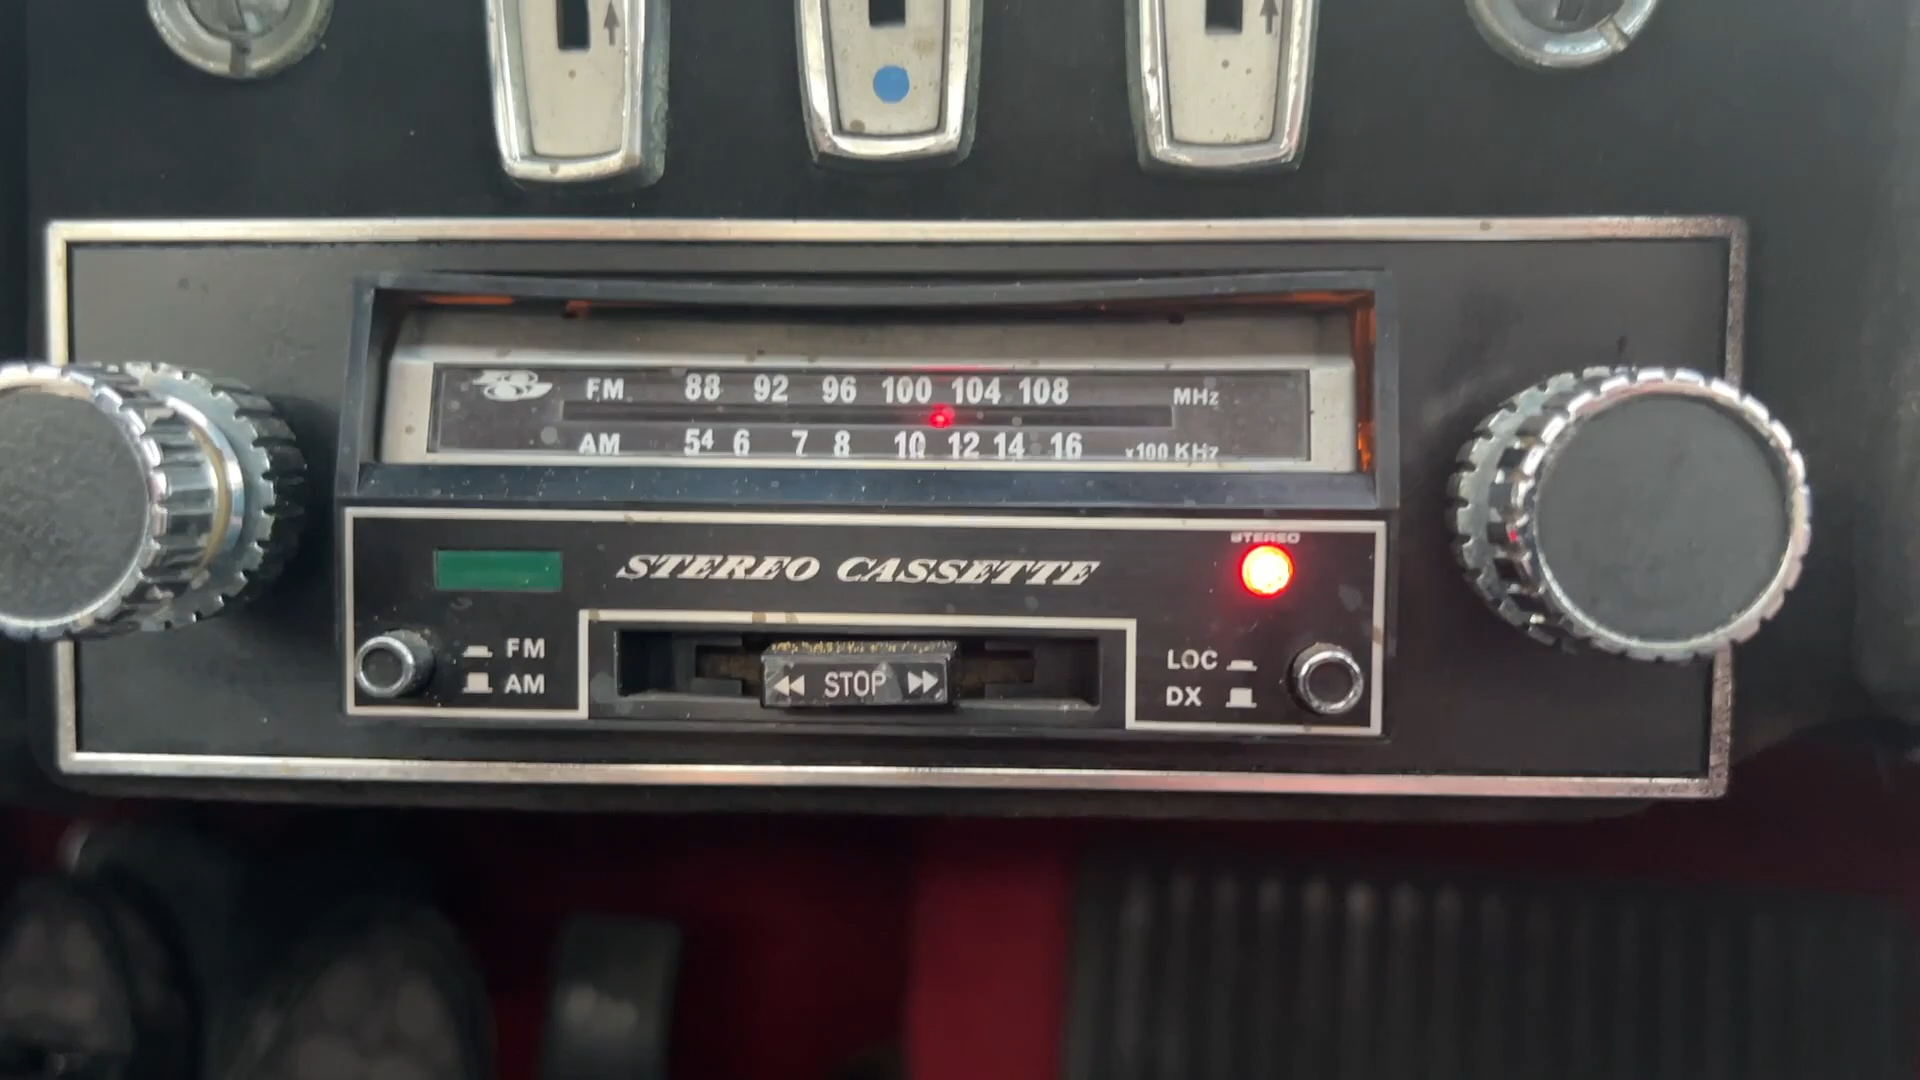 FM 88 92 96 100 104 108 MHz
AM 5⁴ 6 7 8 10 12 14 16 x100 KHz
STEREO CASSETTE
STEREO
FM
AM
STOP
LOC
DX